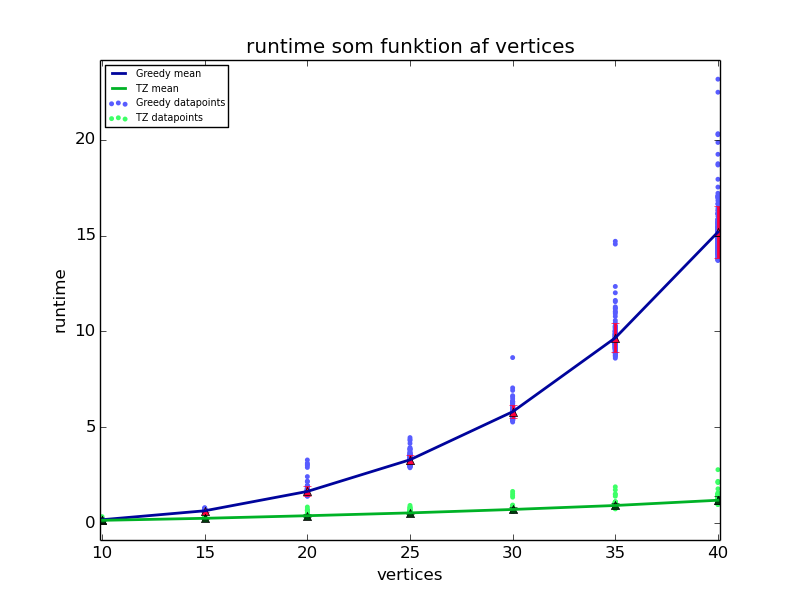 runtime som funktion af vertices
Greedy mean
TZ mean
Greedy datapoints
TZ datapoints
20
15
10
5
0
runtime
10 15 20 25 30 35 40
vertices